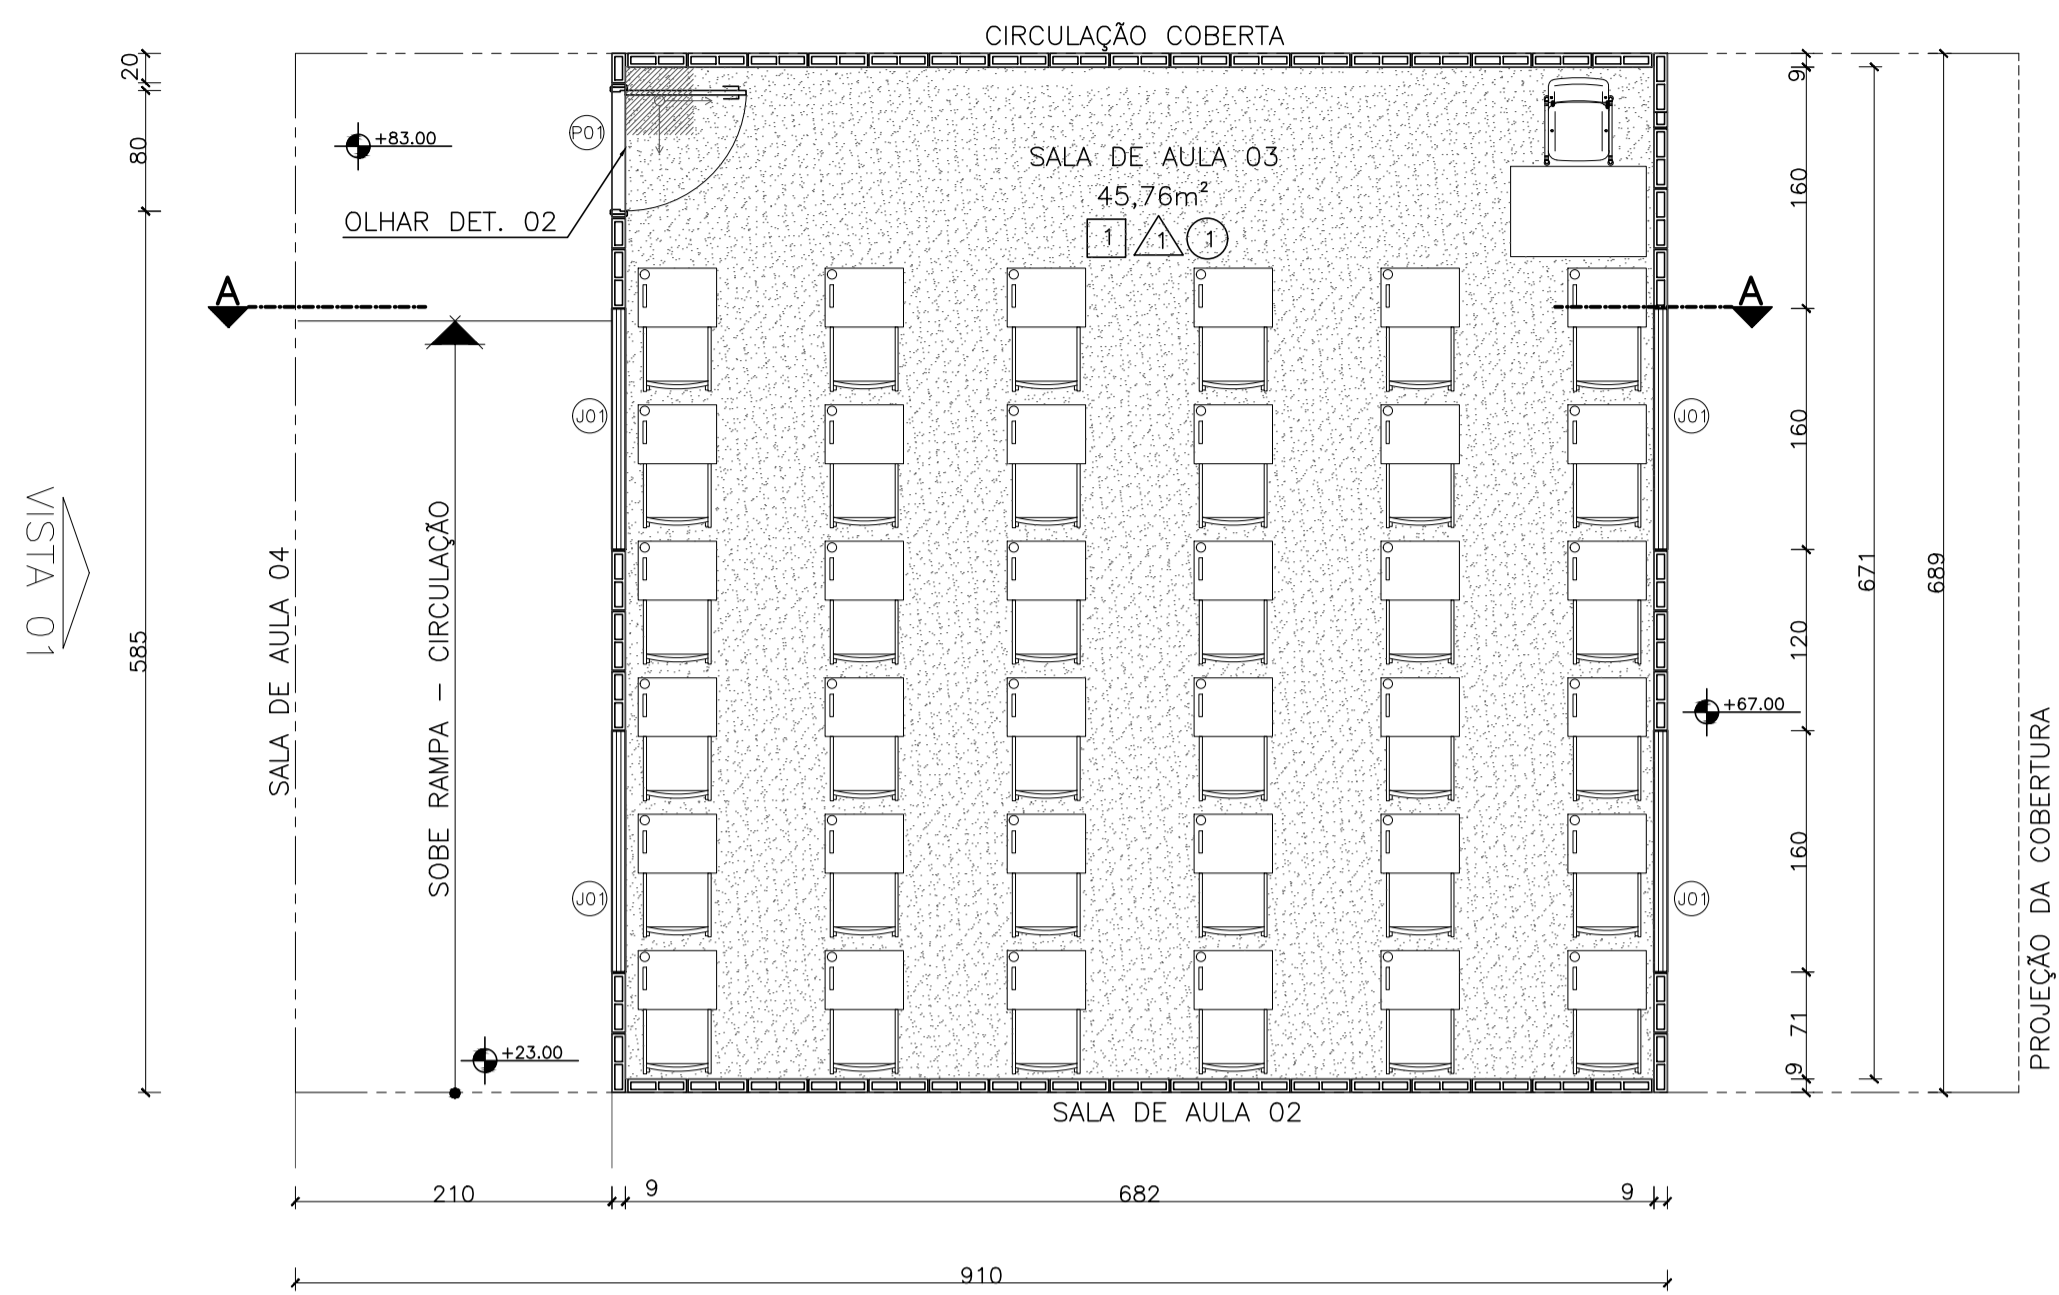 CIRCULAÇÃO COBERTA
20
9
+83.00
P01
80
SALA DE AULA 03
45,76m²
160
OLHAR DET. 02
1
1
1
A
A
J01
J01
160
VISTA 01
SALA DE AULA 04
SOBE RAMPA – CIRCULAÇÃO
585
671
689
120
+67.00
PROJEÇÃO DA COBERTURA
160
J01
J01
71
+23.00
9
SALA DE AULA 02
210
9
682
9
910